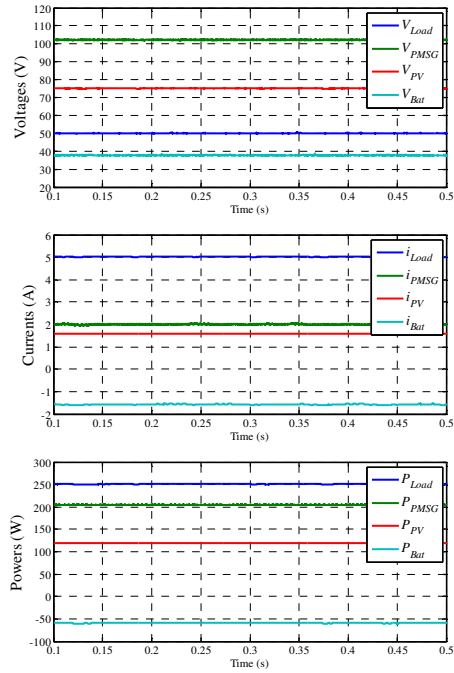 Voltages (V)
120
110
100
90
80
70
60
50
40
30
20
0.1 0.15 0.2 0.25 0.3 0.35 0.4 0.45 0.5
Time (s)
V_Load
V_PMSG
V_PV
V_Bat
Currents (A)
6
5
4
3
2
1
0
-1
-2
0.1 0.15 0.2 0.25 0.3 0.35 0.4 0.45 0.5
Time (s)
i_Load
i_PMSG
i_PV
i_Bat
Powers (W)
300
250
200
150
100
50
0
-50
-100
0.1 0.15 0.2 0.25 0.3 0.35 0.4 0.45 0.5
Time (s)
P_Load
P_PMSG
P_PV
P_Bat